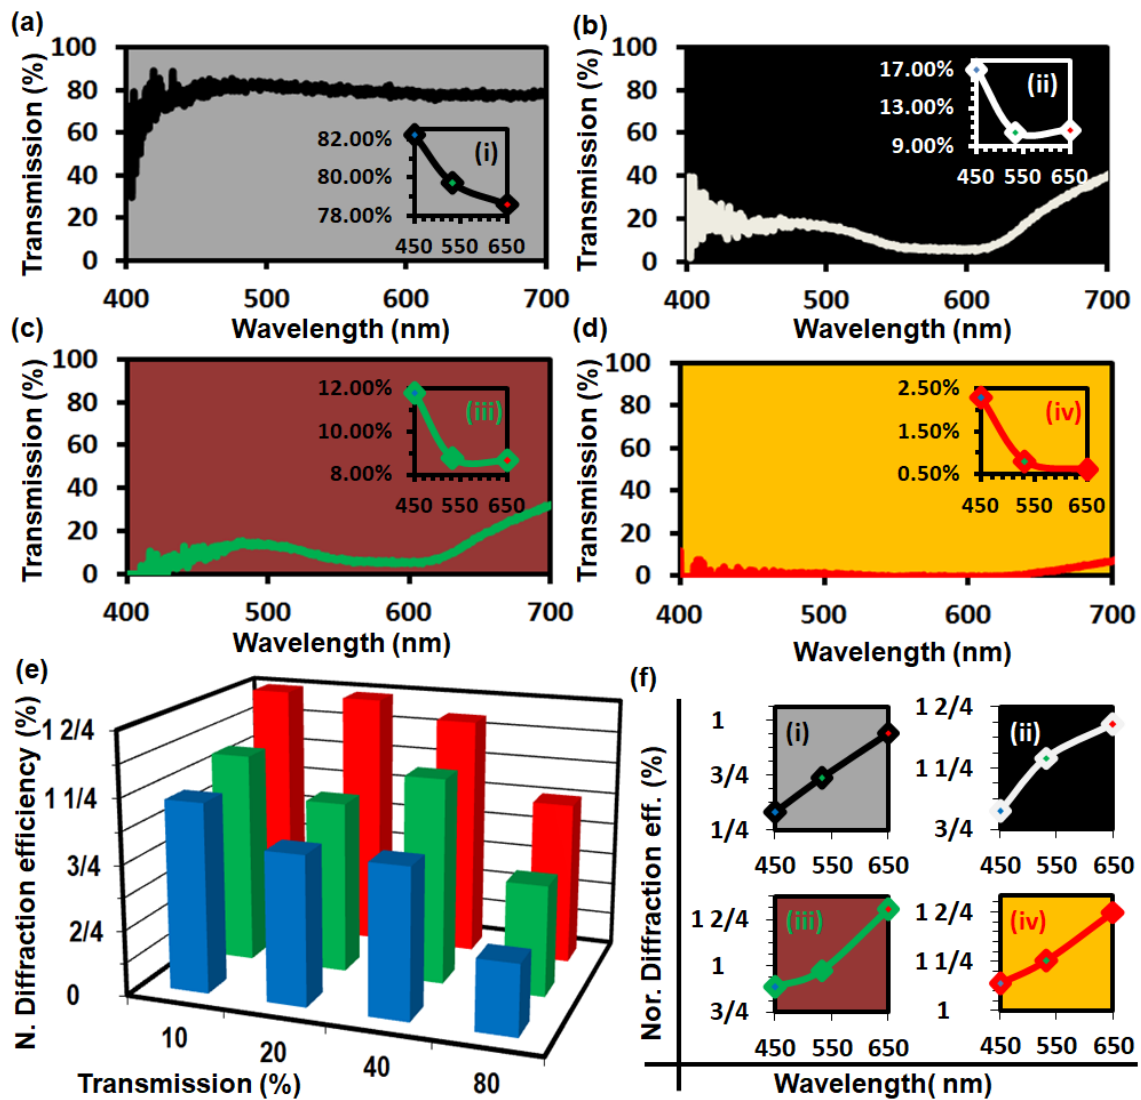 (a)
Transmission (%)
100
80
60
40
20
0
82.00%
80.00%
78.00%
(i)
450 550 650
400 500 600 700
Wavelength (nm)
(b)
Transmission (%)
100
80
60
40
20
0
17.00%
13.00%
9.00%
(ii)
450 550 650
400 500 600 700
Wavelength (nm)
(c)
Transmission (%)
100
80
60
40
20
0
12.00%
10.00%
8.00%
(iii)
450 550 650
400 500 600 700
Wavelength (nm)
(d)
Transmission (%)
100
80
60
40
20
0
2.50%
1.50%
0.50%
(iv)
450 550 650
400 500 600 700
Wavelength (nm)
(e)
N. Diffraction efficiency (%)
1 2/4
1 1/4
3/4
2/4
0
10
20
40
80
Transmission (%)
(f)
Nor. Diffraction eff. (%)
1
3/4
1/4
(i)
450 550 650
1 2/4
1 1/4
3/4
(ii)
450 550 650
1 2/4
1
3/4
(iii)
450 550 650
1 2/4
1 1/4
1
(iv)
450 550 650
Wavelength( nm)